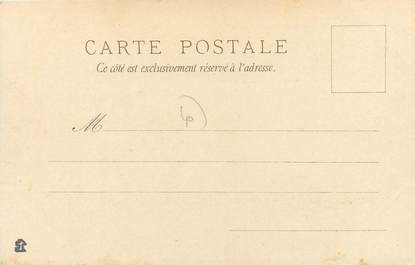 CARTE POSTALE
Ce côté est exclusivement réservé à l'adresse.
M